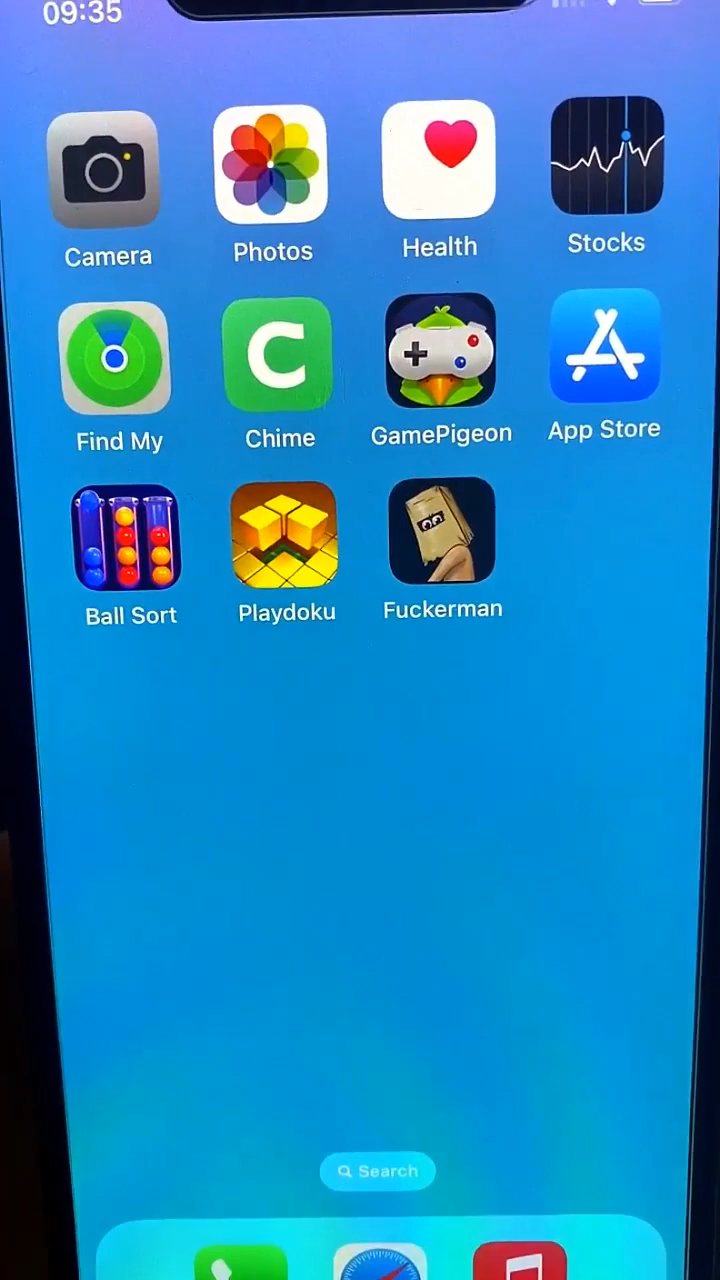 09:35
Camera Photos Health Stocks
C
Find My Chime GamePigeon App Store
Ball Sort Playdoku Fuckerman
Search